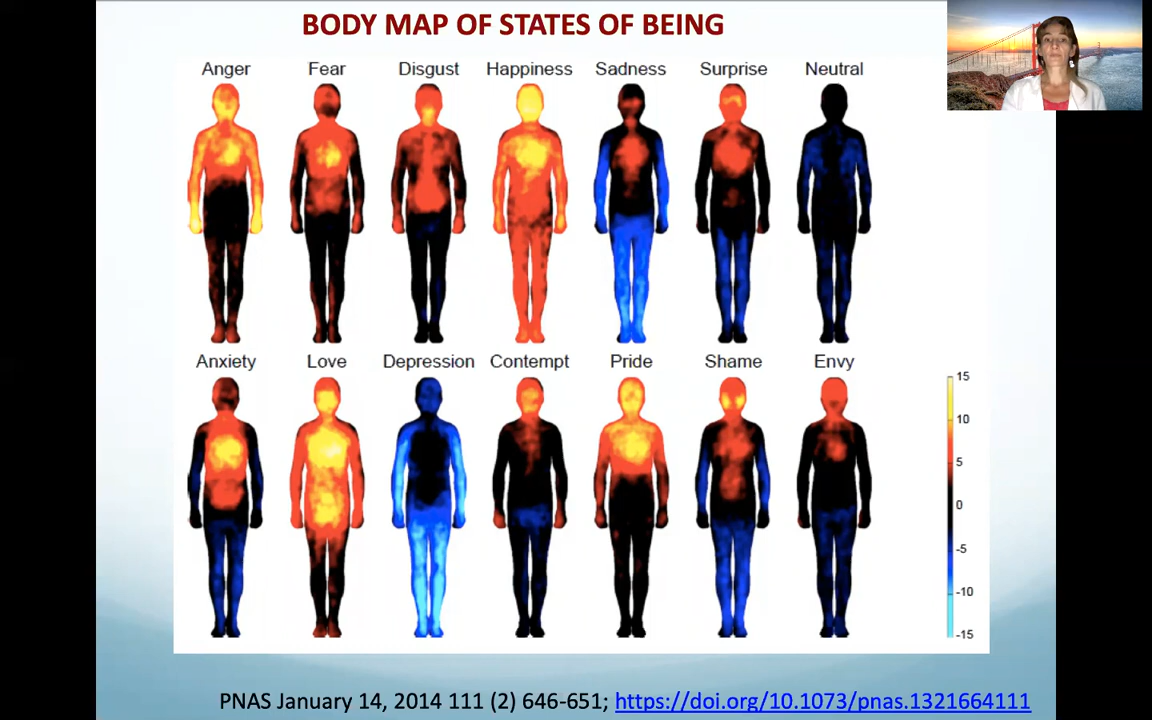 BODY MAP OF STATES OF BEING
Anger Fear Disgust Happiness Sadness Surprise Neutral
Anxiety Love Depression Contempt Pride Shame Envy
15
10
5
0
-5
-10
-15
PNAS January 14, 2014 111 (2) 646-651; https://doi.org/10.1073/pnas.1321664111